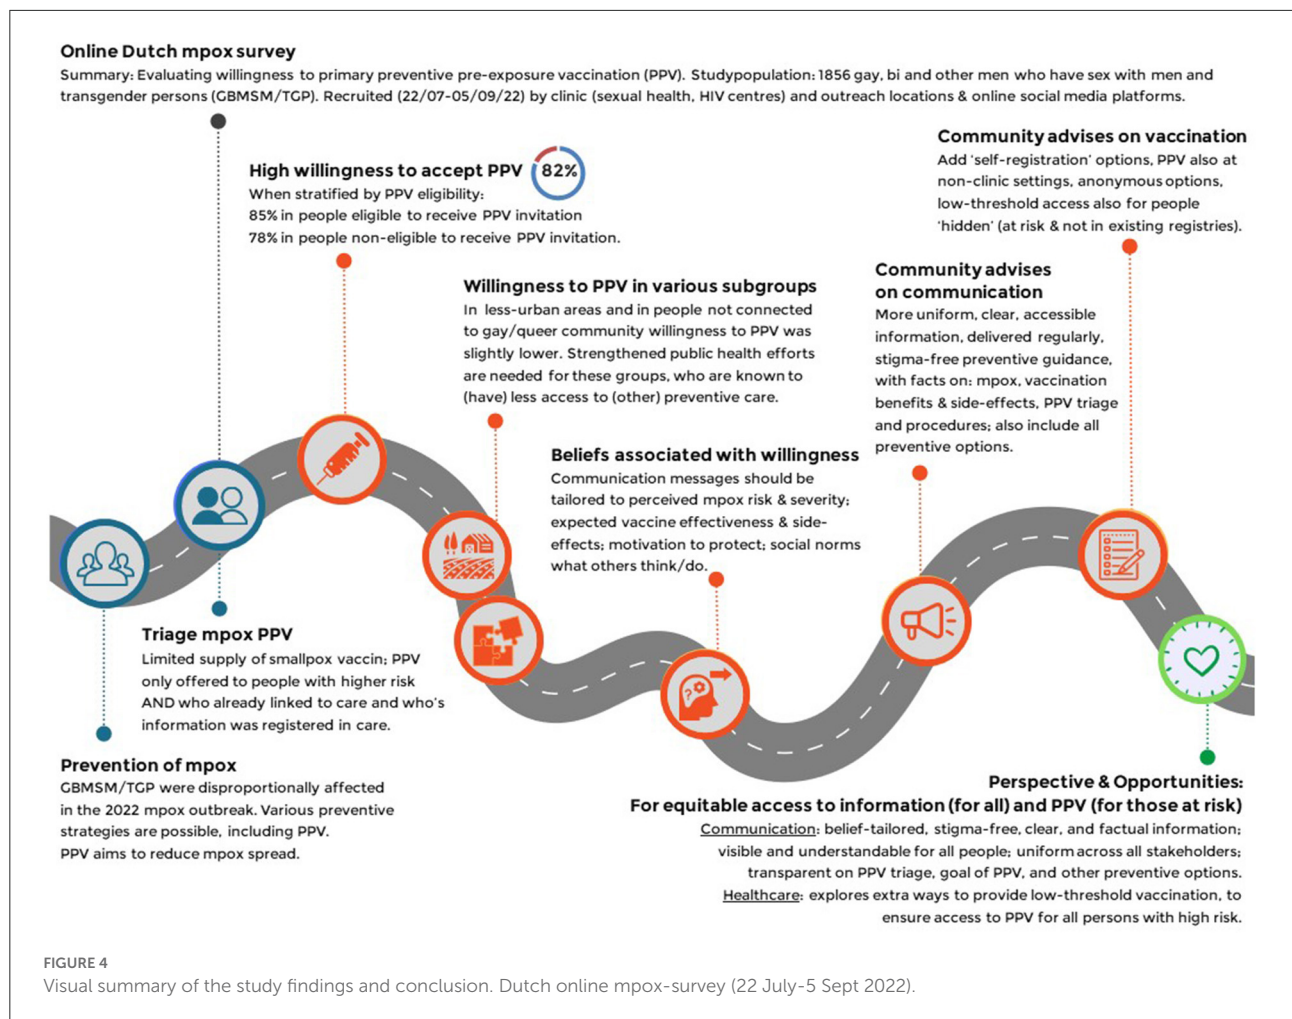 Online Dutch mpox survey
Summary: Evaluating willingness to primary preventive pre-exposure vaccination (PPV). Studypopulation: 1856 gay, bi and other men who have sex with men and
transgender persons (GBMSM/TGP). Recruited (22/07-05/09/22) by clinic (sexual health, HIV centres) and outreach locations & online social media platforms.
High willingness to accept PPV
82%
When stratified by PPV eligibility:
85% in people eligible to receive PPV invitation
78% in people non-eligible to receive PPV invitation.
Community advises on vaccination
Add 'self-registration' options, PPV also at
non-clinic settings, anonymous options,
low-threshold access also for people
'hidden' (at risk & not in existing registries).
Willingness to PPV in various subgroups
In less-urban areas and in people not connected
to gay/queer community willingness to PPV was
slightly lower. Strengthened public health efforts
are needed for these groups, who are known to
(have) less access to (other) preventive care.
Community advises
on communication
More uniform, clear, accessible
information, delivered regularly,
stigma-free preventive guidance,
with facts on: mpox, vaccination
benefits & side-effects, PPV triage
and procedures; also include all
preventive options.
Beliefs associated with willingness
Communication messages should be
tailored to perceived mpox risk & severity;
expected vaccine effectiveness & side-
effects; motivation to protect; social norms
what others think/do.
Triage mpox PPV
Limited supply of smallpox vaccin; PPV
only offered to people with higher risk
AND who already linked to care and who's
information was registered in care.
Prevention of mpox
GBMSM/TGP were disproportionally affected
in the 2022 mpox outbreak. Various preventive
strategies are possible, including PPV.
PPV aims to reduce mpox spread.
Perspective & Opportunities:
For equitable access to information (for all) and PPV (for those at risk)
Communication: belief-tailored, stigma-free, clear, and factual information;
visible and understandable for all people; uniform across all stakeholders;
transparent on PPV triage, goal of PPV, and other preventive options.
Healthcare: explores extra ways to provide low-threshold vaccination, to
ensure access to PPV for all persons with high risk.
FIGURE 4
Visual summary of the study findings and conclusion. Dutch online mpox-survey (22 July-5 Sept 2022).